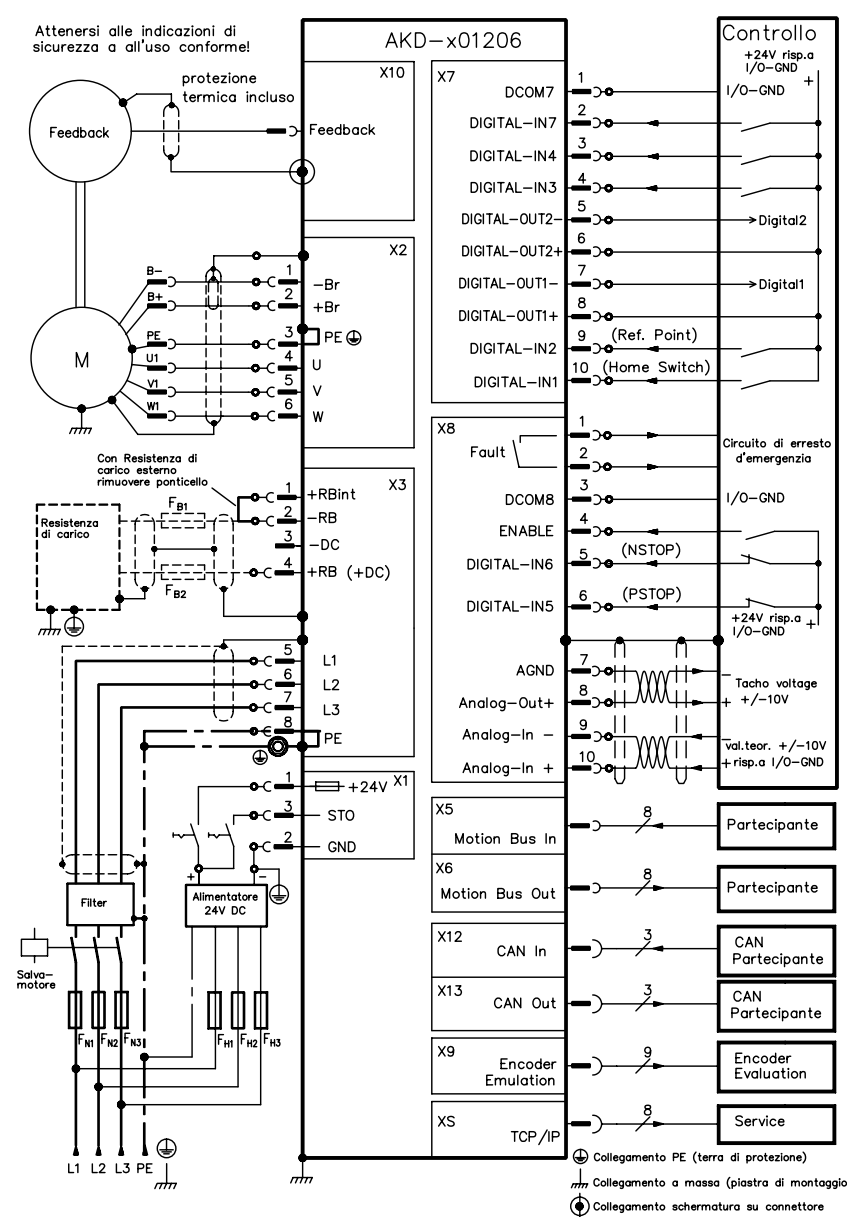 Attenersi alle indicazioni di
sicurezza a all'uso conforme!
AKD-x01206
Controllo
+24V risp.a
I/O-GND
+
X10
protezione
termica incluso
Feedback
Feedback
X7
DCOM7
1
I/O-GND
DIGITAL-IN7
2
DIGITAL-IN4
3
DIGITAL-IN3
4
DIGITAL-OUT2-
5
Digital2
DIGITAL-OUT2+
6
DIGITAL-OUT1-
7
Digital1
DIGITAL-OUT1+
8
DIGITAL-IN2
9
(Ref. Point)
DIGITAL-IN1
10
(Home Switch)
X2
B-
1
-Br
B+
2
+Br
PE
3
PE
M
U1
4
U
V1
5
V
W1
6
W
X8
Fault
1
2
Circuito di erresto
d'emergenzia
DCOM8
3
I/O-GND
ENABLE
4
DIGITAL-IN6
5
(NSTOP)
DIGITAL-IN5
6
(PSTOP)
+24V risp.a
I/O-GND
+
AGND
7
-
Tacho voltage
+/-10V
Analog-Out+
8
+
Analog-In -
9
-
val.teor. +/-10V
Analog-In +
10
+
risp.a I/O-GND
Con Resistenza di
carico esterno
rimuovere ponticello
X3
FB1
1
+RBint
2
-RB
Resistenza
di carico
3
-DC
4
+RB (+DC)
FB2
5
L1
6
L2
7
L3
8
PE
X1
1
+24V
3
STO
2
GND
+
-
Filter
Alimentatore
24V DC
Salva-
motore
FN1
FN2
FN3
FH1
FH2
FH3
L1
L2
L3
PE
X5
Motion Bus In
8
Partecipante
X6
Motion Bus Out
8
Partecipante
X12
CAN In
3
CAN
Partecipante
X13
CAN Out
3
CAN
Partecipante
X9
Encoder
Emulation
9
Encoder
Evaluation
XS
TCP/IP
8
Service
Collegamento PE (terra di protezione)
Collegamento a massa (piastra di montaggio
Collegamento schermatura su connettore